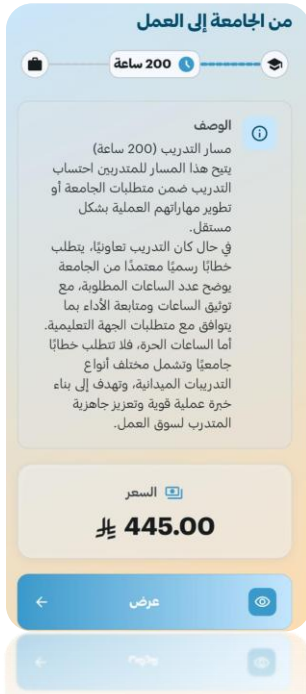 من الجامعة إلى العمل
200 ساعة
الوصف
مسار التدريب (200 ساعة)
يتيح هذا المسار للمتدربين احتساب
التدريب ضمن متطلبات الجامعة أو
تطوير مهاراتهم العملية بشكل
مستقل.
في حال كان التدريب تعاونيًا، يتطلب
خطابًا رسميًا معتمدًا من الجامعة
يوضح عدد الساعات المطلوبة، مع
توثيق الساعات ومتابعة الأداء بما
يتوافق مع متطلبات الجهة التعليمية.
أما الساعات الحرة، فلا تتطلب خطابًا
جامعيًا وتشمل مختلف أنواع
التدريبات الميدانية، وتهدف إلى بناء
خبرة عملية قوية وتعزيز جاهزية
المتدرب لسوق العمل.
السعر
445.00 ⃁
عرض